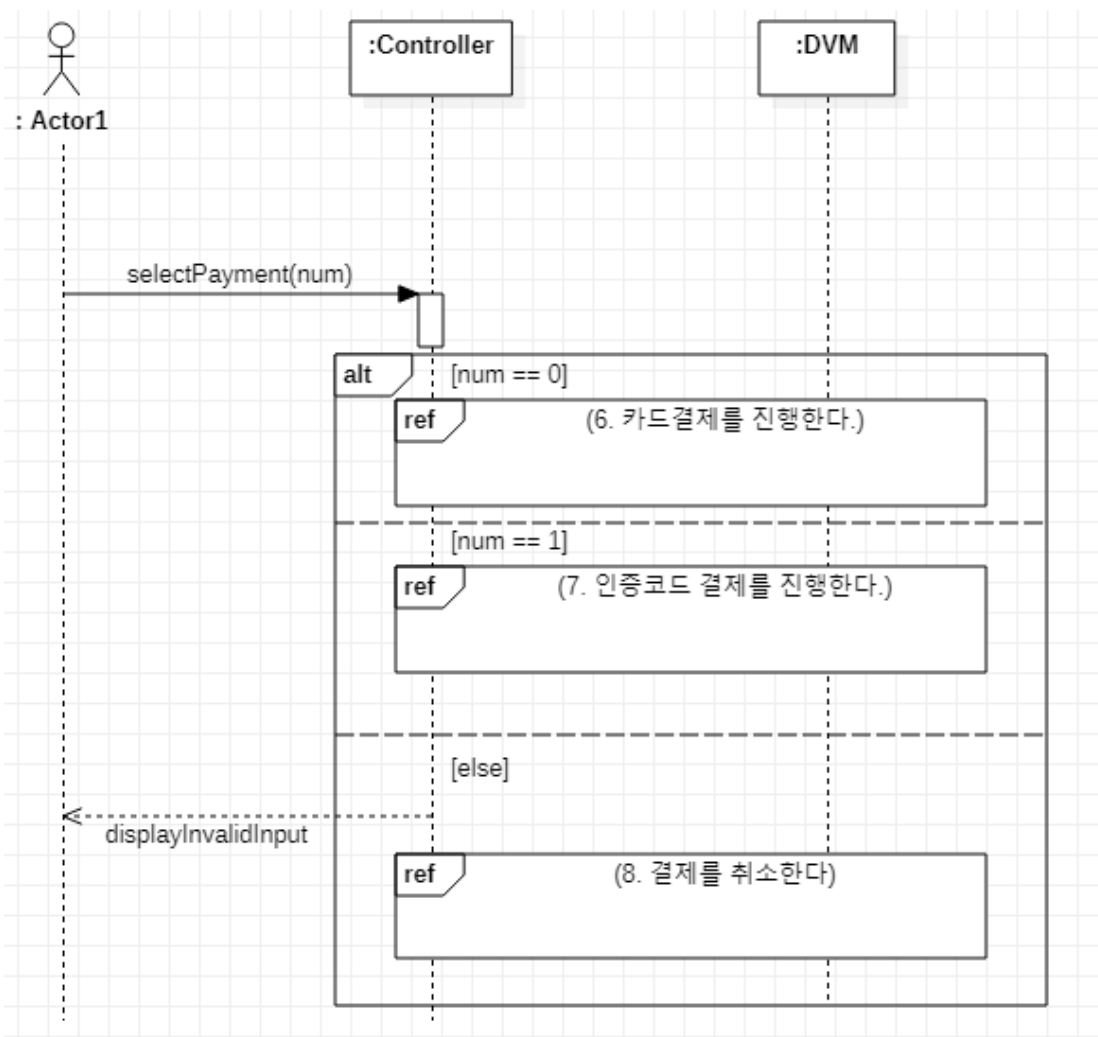 :Controller
:DVM
: Actor1
selectPayment(num)
alt
[num == 0]
ref
(6. 카드결제를 진행한다.)
[num == 1]
ref
(7. 인증코드 결제를 진행한다.)
[else]
displayInvalidInput
ref
(8. 결제를 취소한다)